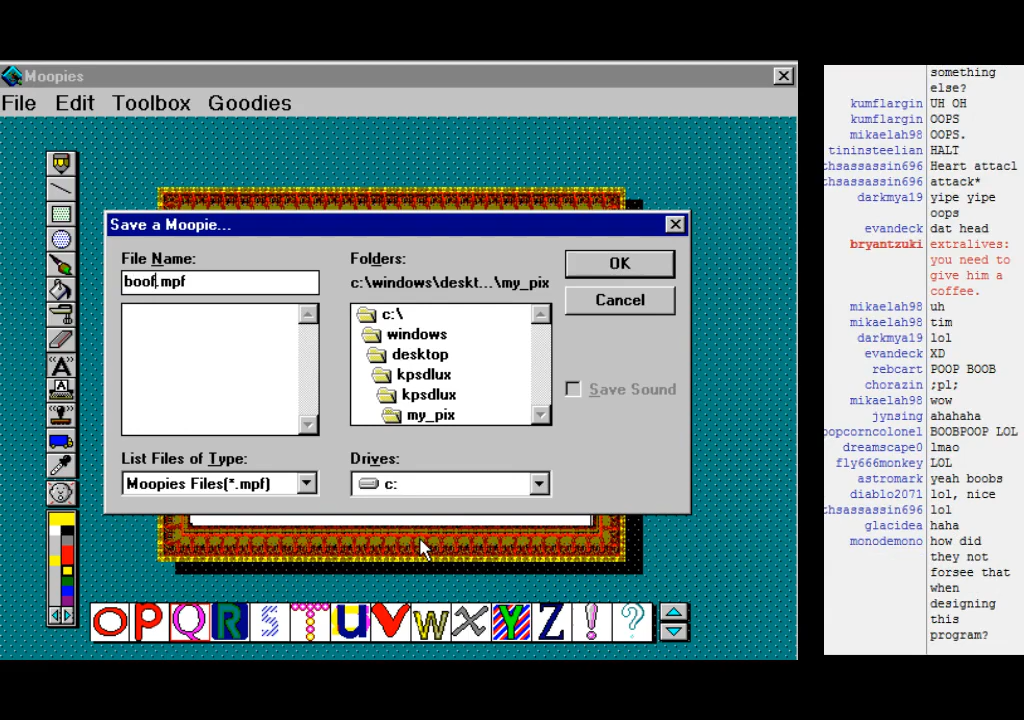 Moopies
File Edit Toolbox Goodies
Save a Moopie...
File Name:
boof.mpf
Folders:
c:\windows\deskt...\my_pix
OK
Cancel
c:\
windows
desktop
kpsdlux
kpsdlux
my_pix
Save Sound
List Files of Type:
Moopies Files(*.mpf)
Drives:
c:
"A"
A
O P Q R S T U V W X Y Z ! ?
something
else?
kumflargin UH OH
kumflargin OOPS
mikaelah98 OOPS.
tininsteelian HALT
thsassassin696 Heart attacl
thsassassin696 attack*
darkmya19 yipe yipe
oops
evandeck dat head
bryantzuki extralives:
you need to
give him a
coffee.
mikaelah98 uh
mikaelah98 tim
darkmya19 lol
evandeck XD
rebcart POOP BOOB
chorazin ;pl;
mikaelah98 wow
jynsing ahahaha
opcorncolonel BOOBPOOP LOL
dreamscape0 lmao
fly666monkey LOL
astromark yeah boobs
diablo2071 lol, nice
thsassassin696 lol
glacidea haha
monodemono how did
they not
forsee that
when
designing
this
program?